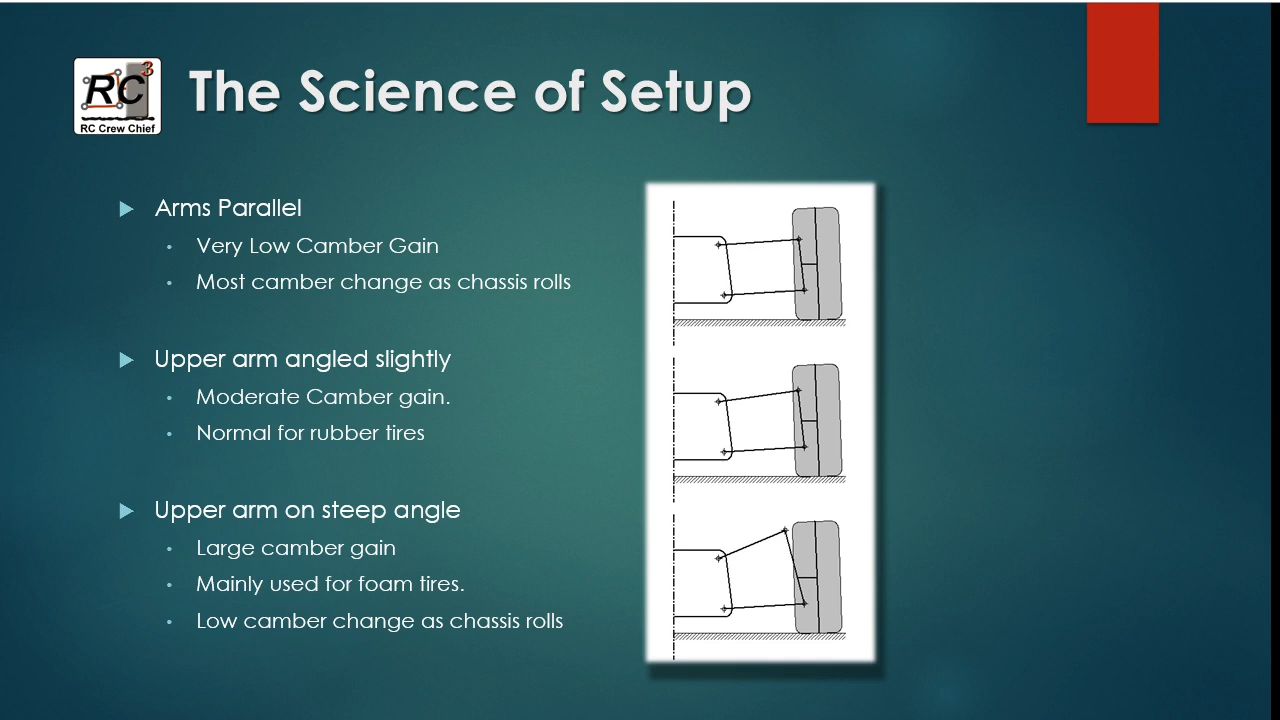 RC3
RC Crew Chief
The Science of Setup
Arms Parallel
Very Low Camber Gain
Most camber change as chassis rolls
Upper arm angled slightly
Moderate Camber gain.
Normal for rubber tires
Upper arm on steep angle
Large camber gain
Mainly used for foam tires.
Low camber change as chassis rolls